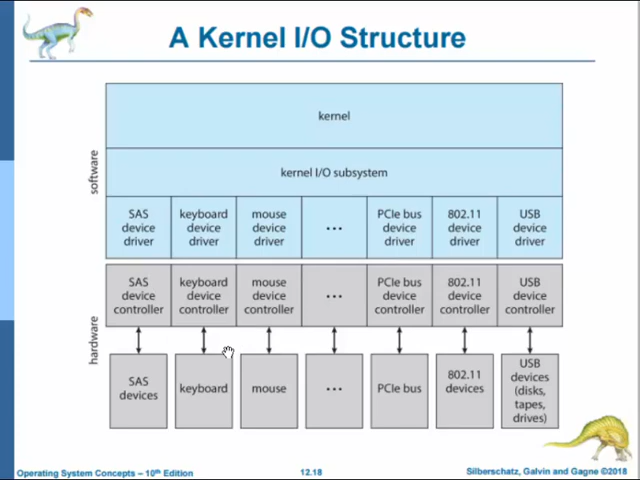 A Kernel I/O Structure
software
kernel
kernel I/O subsystem
SAS
device
driver
keyboard
device
driver
mouse
device
driver
...
PCIe bus
device
driver
802.11
device
driver
USB
device
driver
hardware
SAS
device
controller
keyboard
device
controller
mouse
device
controller
...
PCIe bus
device
controller
802.11
device
controller
USB
device
controller
SAS
devices
keyboard
mouse
...
PCIe bus
802.11
devices
USB
devices
(disks,
tapes,
drives)
Operating System Concepts – 10th Edition
12.18
Silberschatz, Galvin and Gagne ©2018